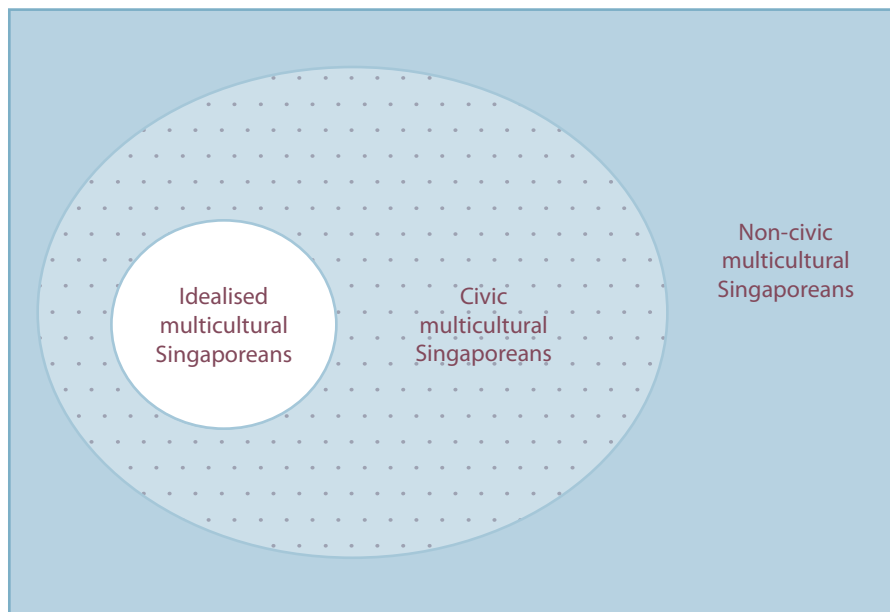 Idealised
multicultural
Singaporeans
Civic
multicultural
Singaporeans
Non-civic
multicultural
Singaporeans